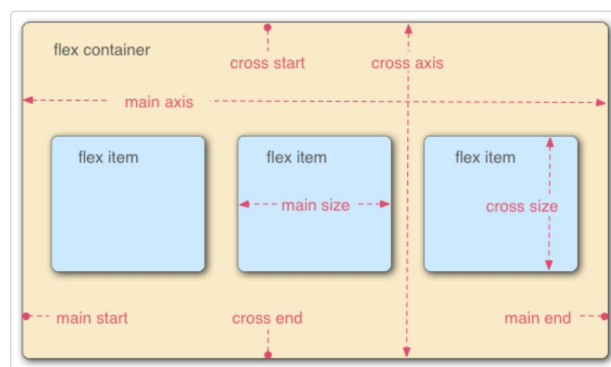 flex container
cross start
cross axis
main axis
flex item
flex item
flex item
main size
cross size
main start
cross end
main end